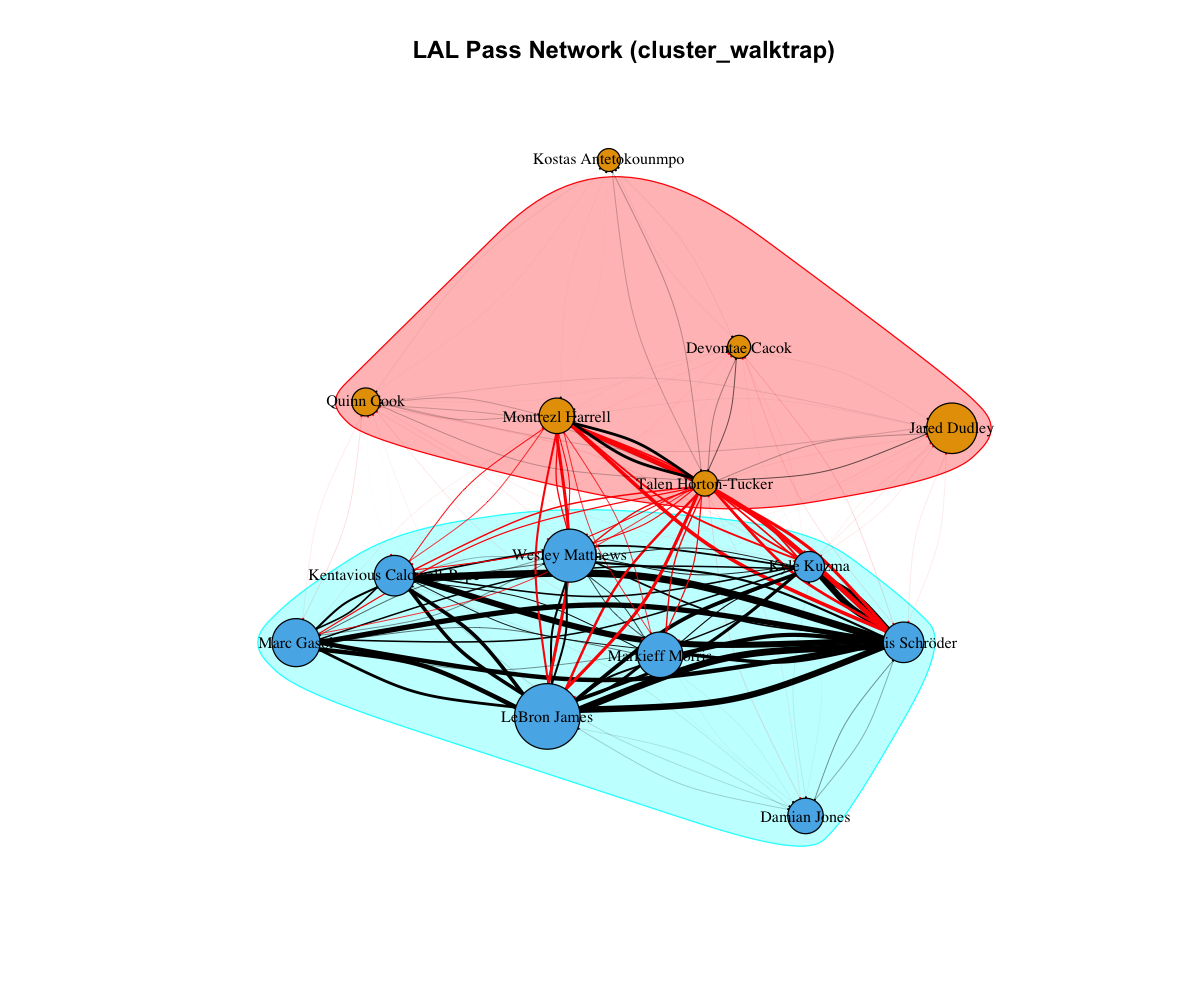 LAL Pass Network (cluster_walktrap)
Kostas Antetokounmpo
Devontae Cacok
Quinn Cook
Montrezl Harrell
Jared Dudley
Talen Horton-Tucker
Wesley Matthews
Kyle Kuzma
Kentavious Caldwell-Pope
Marc Gasol
Markieff Morris
is Schröder
LeBron James
Damian Jones